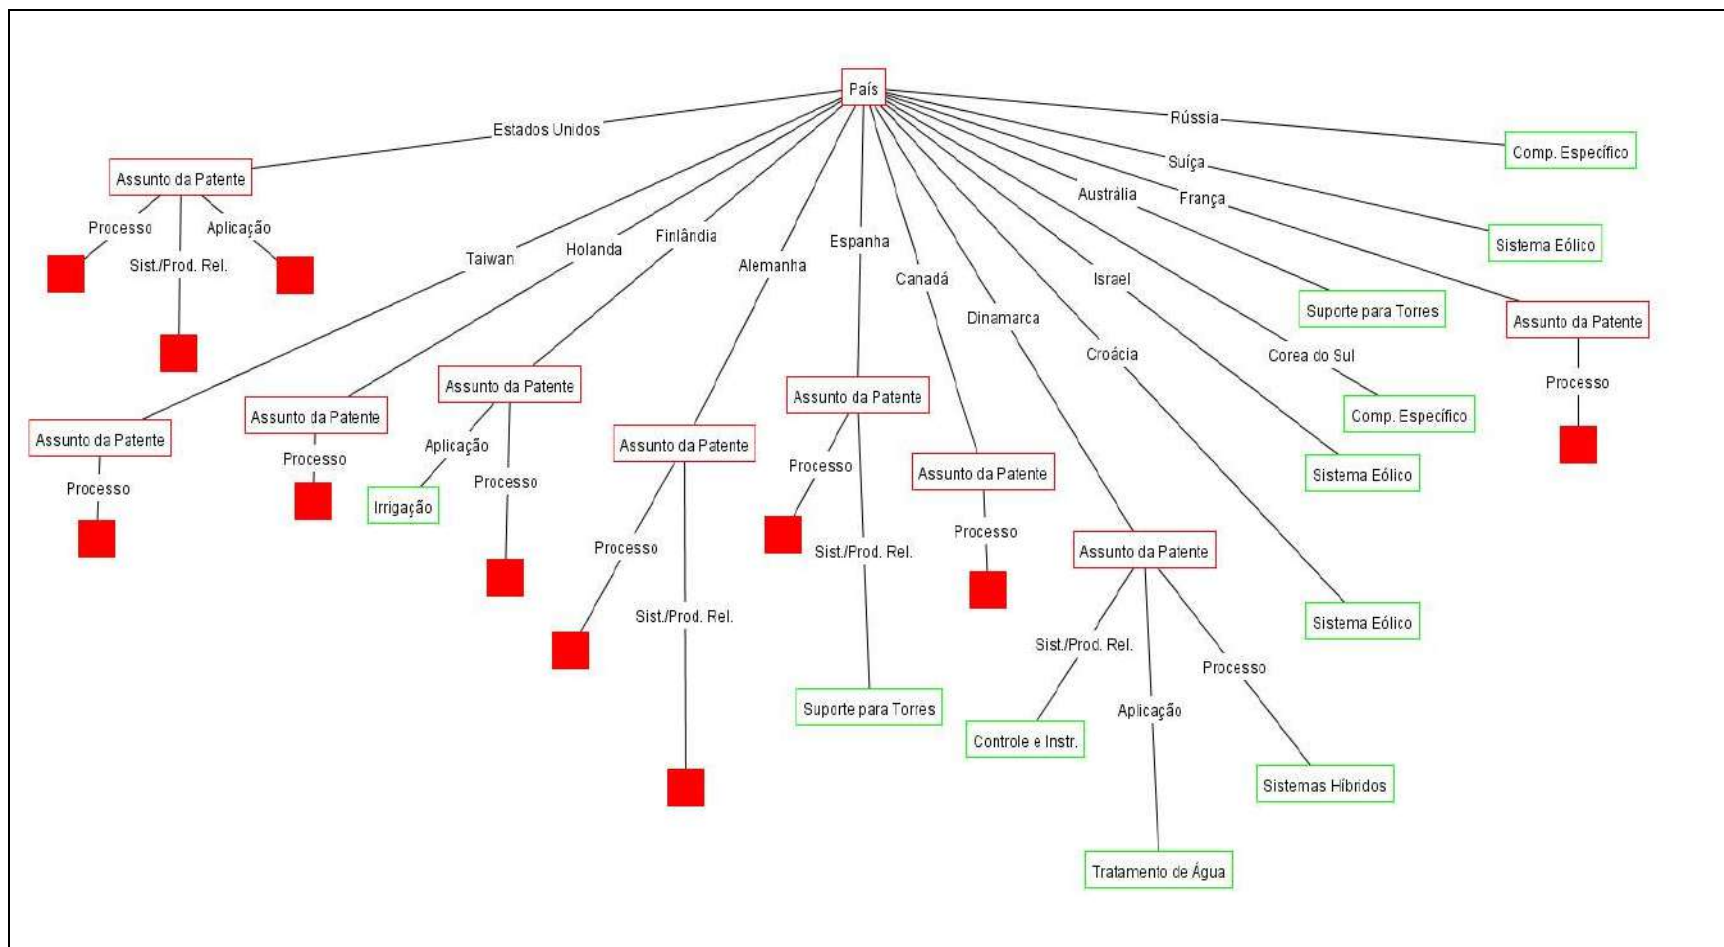 País
Rússia
Estados Unidos
Comp. Específico
Suíça
Assunto da Patente
Austrália
França
Processo
Aplicação
Finlândia
Espanha
Sistema Eólico
Holanda
Taiwan
Sist./Prod. Rel.
Alemanha
Canadá
Israel
Suporte para Torres
Dinamarca
Assunto da Patente
Croácia
Corea do Sul
Assunto da Patente
Processo
Assunto da Patente
Assunto da Patente
Comp. Específico
Assunto da Patente
Aplicação
Assunto da Patente
Processo
Processo
Assunto da Patente
Sistema Eólico
Processo
Processo
Irrigação
Processo
Processo
Sist./Prod. Rel.
Assunto da Patente
Sist./Prod. Rel.
Sistema Eólico
Sist./Prod. Rel.
Processo
Suporte para Torres
Aplicação
Controle e Instr.
Sistemas Híbridos
Tratamento de Água